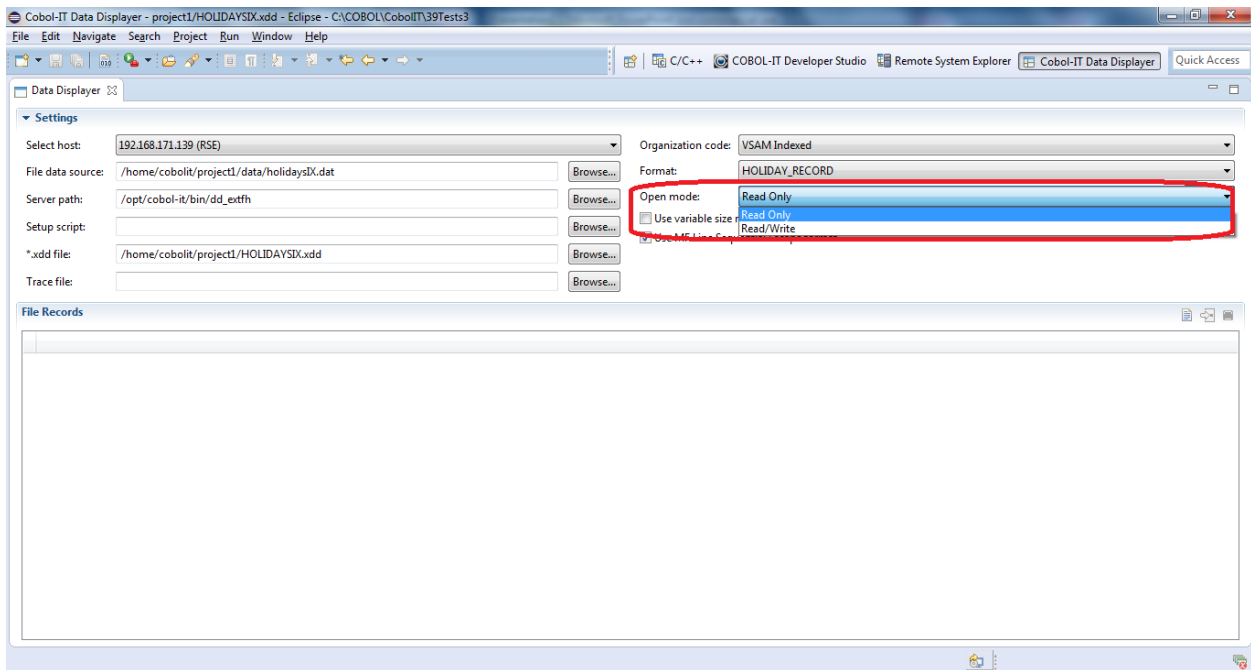 Cobol-IT Data Displayer - project1/HOLIDAYSIX.xdd - Eclipse - C:\COBOL\CobolIT\39Tests3
File Edit Navigate Search Project Run Window Help
C/C++ COBOL-IT Developer Studio Remote System Explorer Cobol-IT Data Displayer Quick Access
Data Displayer
Settings
Select host: 192.168.171.139 (RSE) Organization code: VSAM Indexed
File data source: /home/cobolit/project1/data/holidaysIX.dat Browse... Format: HOLIDAY_RECORD
Server path: /opt/cobol-it/bin/dd_extfh Browse... Open mode: Read Only
Use variable size r Read Only
Setup script: Browse... Read/Write
*.xdd file: /home/cobolit/project1/HOLIDAYSIX.xdd Browse...
Trace file: Browse...
File Records